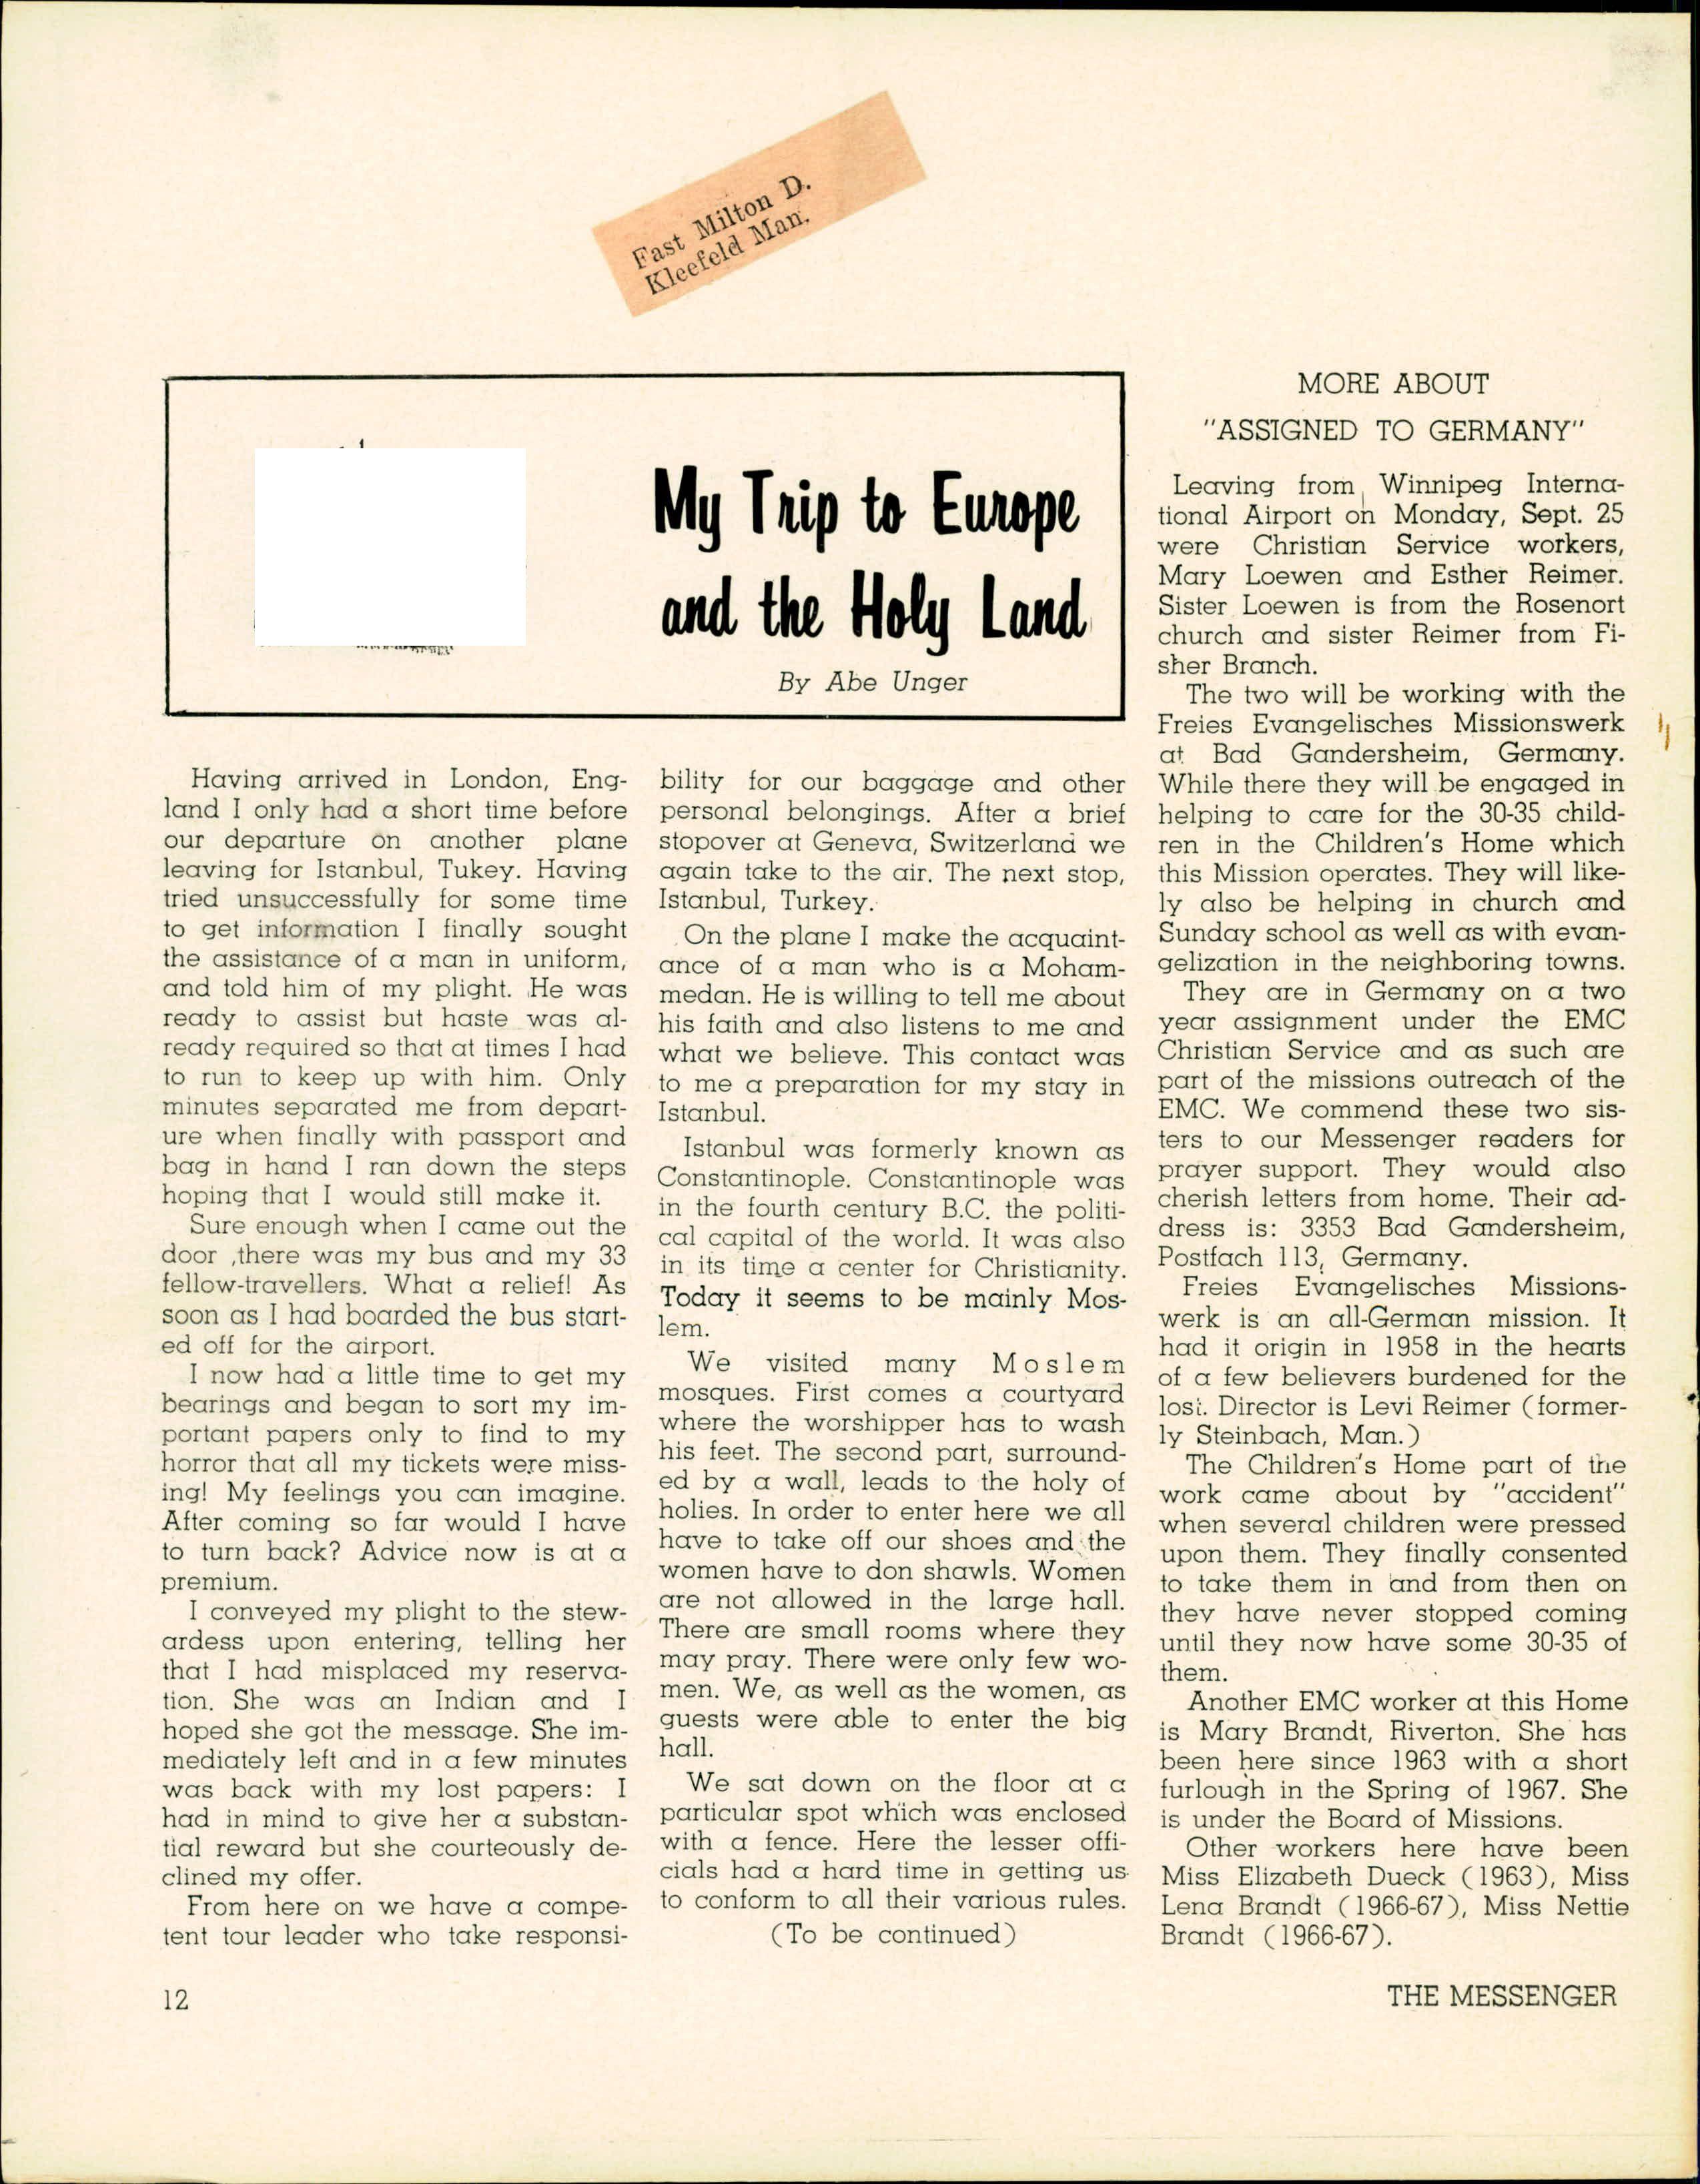 Fast Milton D.
Kleefeld Man.
My Trip to Europe
and the Holy Land
By Abe Unger
Having arrived in London, Eng-
land I only had a short time before
our departure on another plane
leaving for Istanbul, Tukey. Having
tried unsuccessfully for some time
to get information I finally sought
the assistance of a man in uniform,
and told him of my plight. He was
ready to assist but haste was al-
ready required so that at times I had
to run to keep up with him. Only
minutes separated me from depart-
ure when finally with passport and
bag in hand I ran down the steps
hoping that I would still make it.
Sure enough when I came out the
door ,there was my bus and my 33
fellow-travellers. What a relief! As
soon as I had boarded the bus start-
ed off for the airport.
I now had a little time to get my
bearings and began to sort my im-
portant papers only to find to my
horror that all my tickets were miss-
ing! My feelings you can imagine.
After coming so far would I have
to turn back? Advice now is at a
premium.
I conveyed my plight to the stew-
ardess upon entering, telling her
that I had misplaced my reserva-
tion. She was an Indian and I
hoped she got the message. She im-
mediately left and in a few minutes
was back with my lost papers: I
had in mind to give her a substan-
tial reward but she courteously de-
clined my offer.
From here on we have a compe-
tent tour leader who take responsi-
bility for our baggage and other
personal belongings. After a brief
stopover at Geneva, Switzerland we
again take to the air. The next stop,
Istanbul, Turkey.
On the plane I make the acquaint-
ance of a man who is a Moham-
medan. He is willing to tell me about
his faith and also listens to me and
what we believe. This contact was
to me a preparation for my stay in
Istanbul.
Istanbul was formerly known as
Constantinople. Constantinople was
in the fourth century B.C. the politi-
cal capital of the world. It was also
in its time a center for Christianity.
Today it seems to be mainly Mos-
lem.
We visited many Moslem
mosques. First comes a courtyard
where the worshipper has to wash
his feet. The second part, surround-
ed by a wall, leads to the holy of
holies. In order to enter here we all
have to take off our shoes and the
women have to don shawls. Women
are not allowed in the large hall.
There are small rooms where they
may pray. There were only few wo-
men. We, as well as the women, as
guests were able to enter the big
hall.
We sat down on the floor at a
particular spot which was enclosed
with a fence. Here the lesser offi-
cials had a hard time in getting us
to conform to all their various rules.
(To be continued)
MORE ABOUT
"ASSIGNED TO GERMANY"
Leaving from Winnipeg Interna-
tional Airport on Monday, Sept. 25
were Christian Service workers,
Mary Loewen and Esther Reimer.
Sister Loewen is from the Rosenort
church and sister Reimer from Fi-
sher Branch.
The two will be working with the
Freies Evangelisches Missionswerk
at Bad Gandersheim, Germany.
While there they will be engaged in
helping to care for the 30-35 child-
ren in the Children's Home which
this Mission operates. They will like-
ly also be helping in church and
Sunday school as well as with evan-
gelization in the neighboring towns.
They are in Germany on a two
year assignment under the EMC
Christian Service and as such are
part of the missions outreach of the
EMC. We commend these two sis-
ters to our Messenger readers for
prayer support. They would also
cherish letters from home. Their ad-
dress is: 3353 Bad Gandersheim,
Postfach 113, Germany.
Freies Evangelisches Missions-
werk is an all-German mission. It
had it origin in 1958 in the hearts
of a few believers burdened for the
lost. Director is Levi Reimer (former-
ly Steinbach, Man.)
The Children's Home part of the
work came about by "accident"
when several children were pressed
upon them. They finally consented
to take them in and from then on
they have never stopped coming
until they now have some 30-35 of
them.
Another EMC worker at this Home
is Mary Brandt, Riverton. She has
been here since 1963 with a short
furlough in the Spring of 1967. She
is under the Board of Missions.
Other workers here have been
Miss Elizabeth Dueck (1963), Miss
Lena Brandt (1966-67), Miss Nettie
Brandt (1966-67).
12
THE MESSENGER